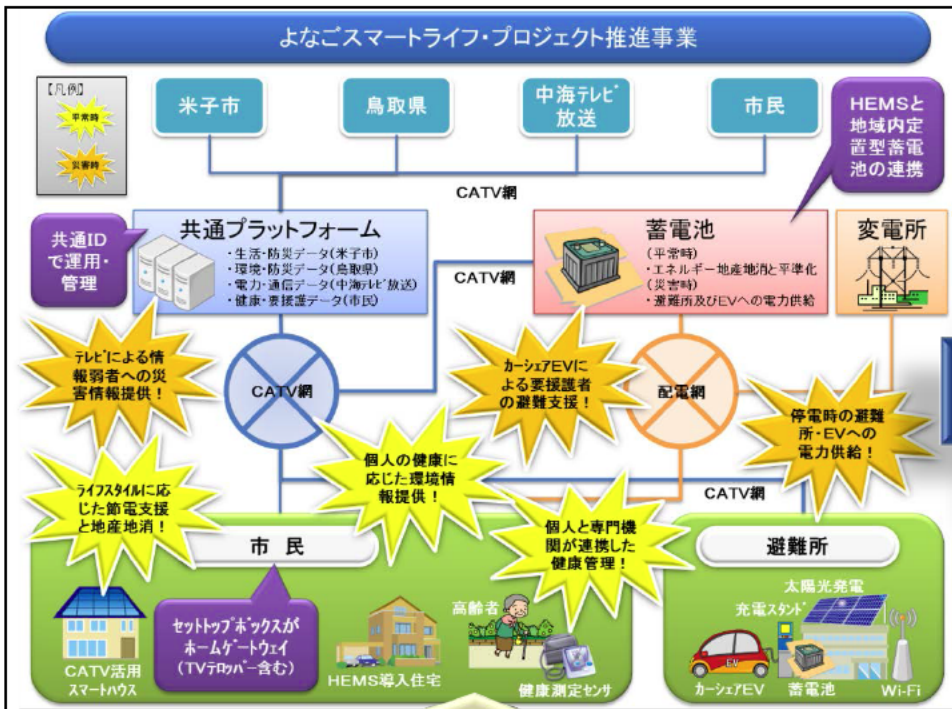 よなごスマートライフ・プロジェクト推進事業
【凡例】
平常時
災害時
米子市
鳥取県
中海テレビ
放送
市民
HEMSと
地域内定
置型蓄電
池の連携
CATV網
共通ID
で運用・
管理
共通プラットフォーム
・生活・防災データ(米子市)
・環境・防災データ(鳥取県)
・電力・通信データ(中海テレビ放送)
・健康・要援護データ(市民)
蓄電池
(平常時)
・エネルギー地産地消と平準化
(災害時)
・避難所及びEVへの電力供給
変電所
CATV網
テレビによる情
報弱者への災
害情報提供！
CATV網
カーシェアEVに
よる要援護者
の避難支援！
配電網
停電時の避難
所・EVへの
電力供給！
ライフスタイルに応
じた節電支援
と地産地消！
個人の健康に
応じた環境情
報提供！
CATV網
個人と専門機
関が連携した
健康管理！
市 民
避難所
CATV活用
スマートハウス
セットトップボックスが
ホームゲートウェイ
(TVテロッパー含む)
HEMS導入住宅
高齢者
健康測定センサ
太陽光発電
充電スタンド
EV
カーシェアEV
蓄電池
Wi-Fi